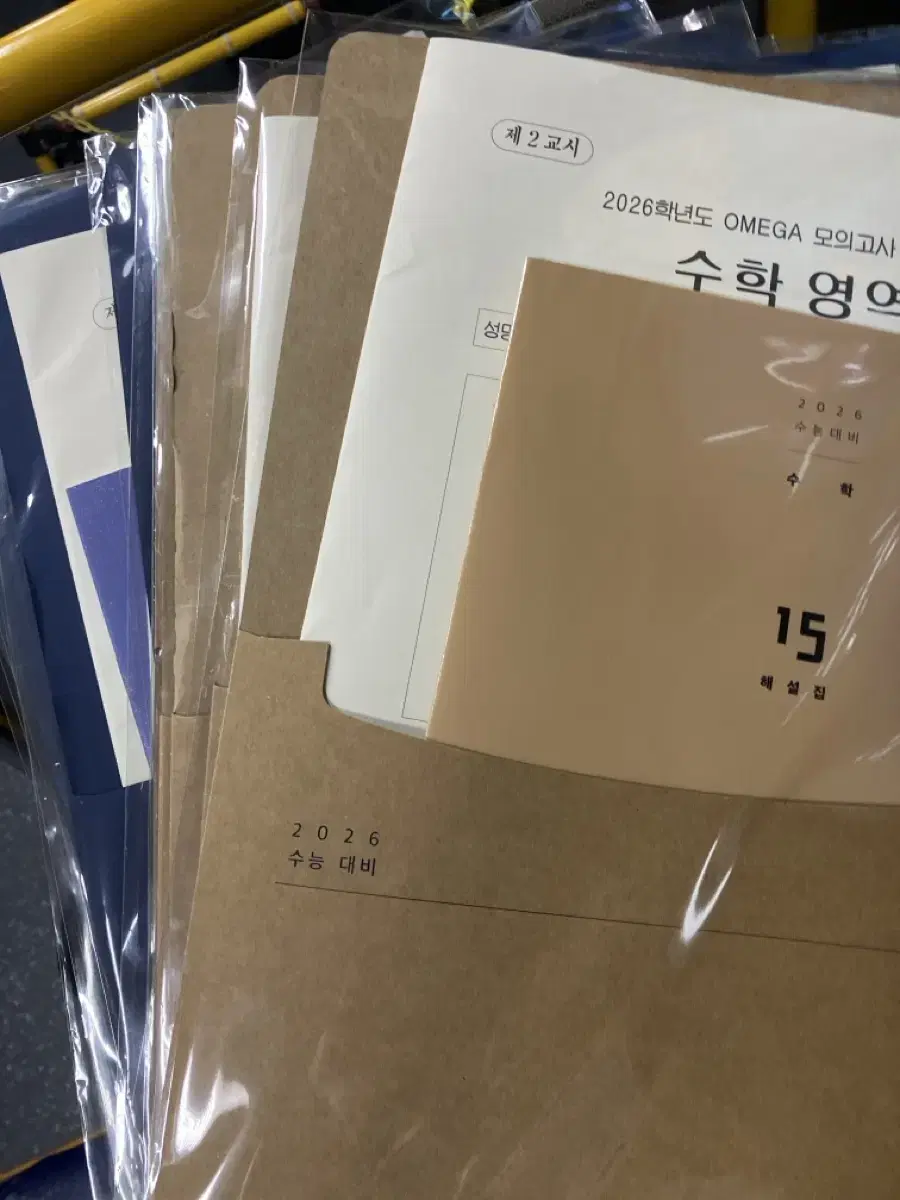 제 2 교시
2026학년도 OMEGA 모의고사
수학 영역
2026
수능대비
수 학
15
해설집
2026
수능 대비